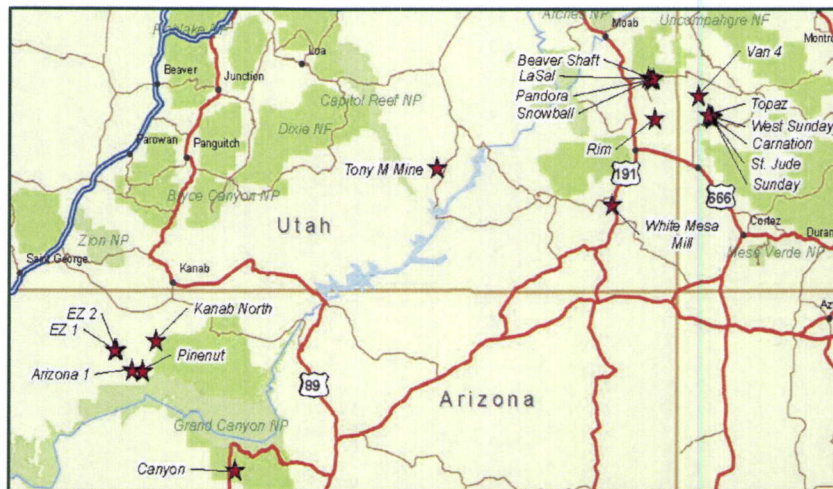 Arches NP
Moab
Uncompahgre NF
Fishlake NF
Loa
Beaver
Junction
Beaver Shaft
LaSal
Pandora
Snowball
Van 4
Capitol Reef NP
Dixie NF
Topaz
West Sunday
Carnation
St. Jude
Sunday
Rim
Parowan
Panguitch
Tony M Mine
191
666
Bryce Canyon NP
Utah
White Mesa
Mill
Cortez
Zion NP
Mesa Verde NP
Saint George
Kanab
EZ 2
EZ 1
Kanab North
Arizona 1
Pinenut
89
Arizona
Grand Canyon NP
Canyon